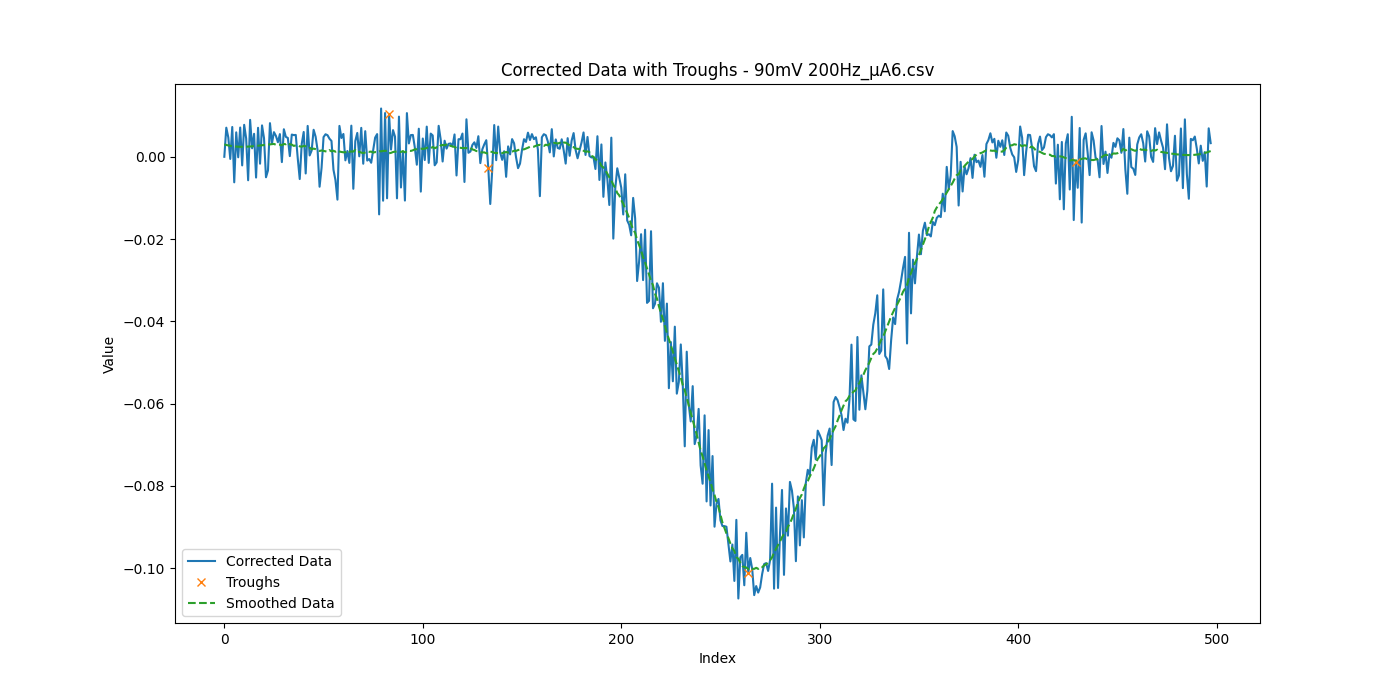 Corrected Data with Troughs - 90mV 200Hz_µA6.csv
0.00
−0.02
−0.04
−0.06
−0.08
−0.10
Value
Corrected Data
Troughs
Smoothed Data
0 100 200 300 400 500
Index